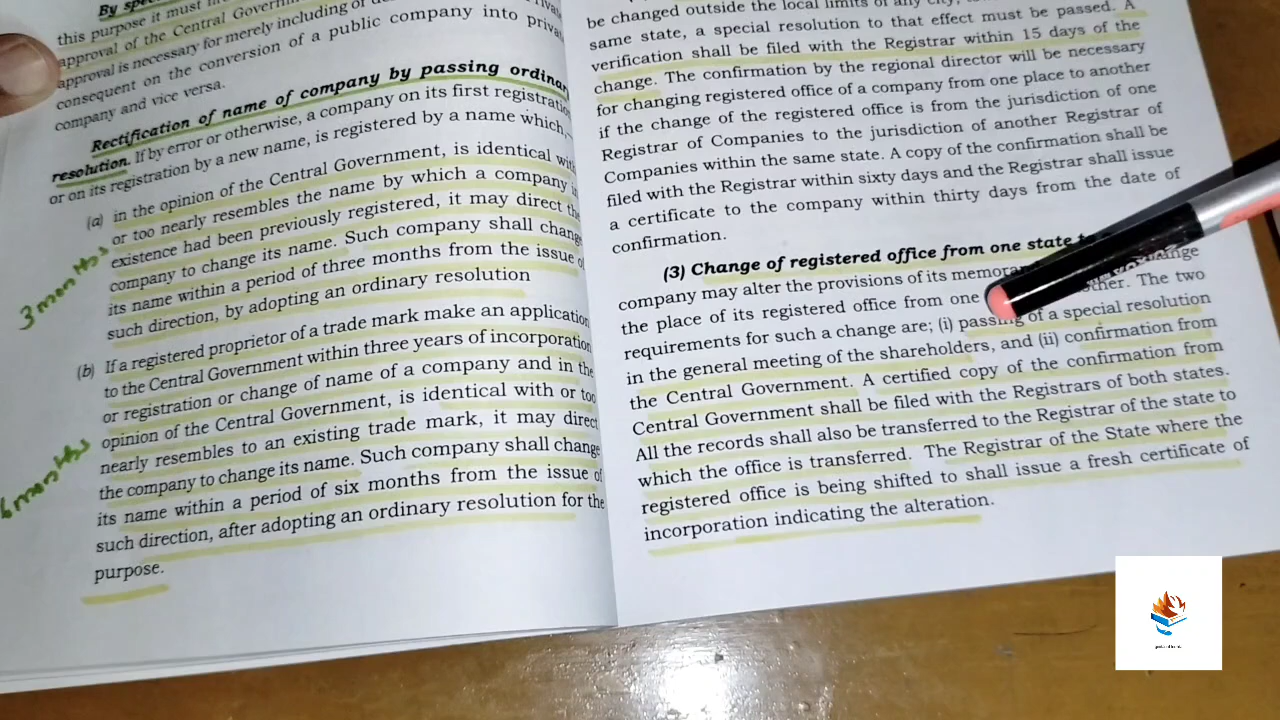 By spe
this purpose it must
approval of the Central Govern
approval is necessary for merely including of
consequent on the conversion of a public company into priva
company and vice versa.
Rectification of name of company by passing ordina
resolution. If by error or otherwise, a company on its first registratio
or on its registration by a new name, is registered by a name which,
(a) in the opinion of the Central Government, is identical wit
or too nearly resembles the name by which a company i
existence had been previously registered, it may direct the
company to change its name. Such company shall chang
its name within a period of three months from the issue o
such direction, by adopting an ordinary resolution
3 months
(b) If a registered proprietor of a trade mark make an application
to the Central Government within three years of incorporation
or registration or change of name of a company and in the
opinion of the Central Government, is identical with or too
nearly resembles to an existing trade mark, it may direct
the company to change its name. Such company shall change
its name within a period of six months from the issue of
such direction, after adopting an ordinary resolution for the
purpose.
6 months
be changed outside the local limits of any city,
same state, a special resolution to that effect must be passed. A
verification shall be filed with the Registrar within 15 days of the
change. The confirmation by the regional director will be necessary
for changing registered office of a company from one place to another
if the change of the registered office is from the jurisdiction of one
Registrar of Companies to the jurisdiction of another Registrar of
Companies within the same state. A copy of the confirmation shall be
filed with the Registrar within sixty days and the Registrar shall issue
a certificate to the company within thirty days from the date of
confirmation.
(3) Change of registered office from one state to
company may alter the provisions of its memoran change
the place of its registered office from one other. The two
requirements for such a change are; (i) passing of a special resolution
in the general meeting of the shareholders, and (ii) confirmation from
the Central Government. A certified copy of the confirmation from
Central Government shall be filed with the Registrars of both states.
All the records shall also be transferred to the Registrar of the state to
which the office is transferred. The Registrar of the State where the
registered office is being shifted to shall issue a fresh certificate of
incorporation indicating the alteration.